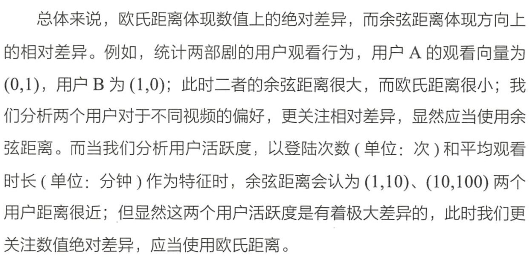 总体来说，欧氏距离体现数值上的绝对差异，而余弦距离体现方向上
的相对差异。例如，统计两部剧的用户观看行为，用户 A 的观看向量为
(0,1)，用户 B 为 (1,0)；此时二者的余弦距离很大，而欧氏距离很小；我
们分析两个用户对于不同视频的偏好，更关注相对差异，显然应当使用余
弦距离。而当我们分析用户活跃度，以登陆次数 ( 单位：次 ) 和平均观看
时长 ( 单位：分钟 ) 作为特征时，余弦距离会认为 (1,10)、(10,100) 两个
用户距离很近；但显然这两个用户活跃度是有着极大差异的，此时我们更
关注数值绝对差异，应当使用欧氏距离。